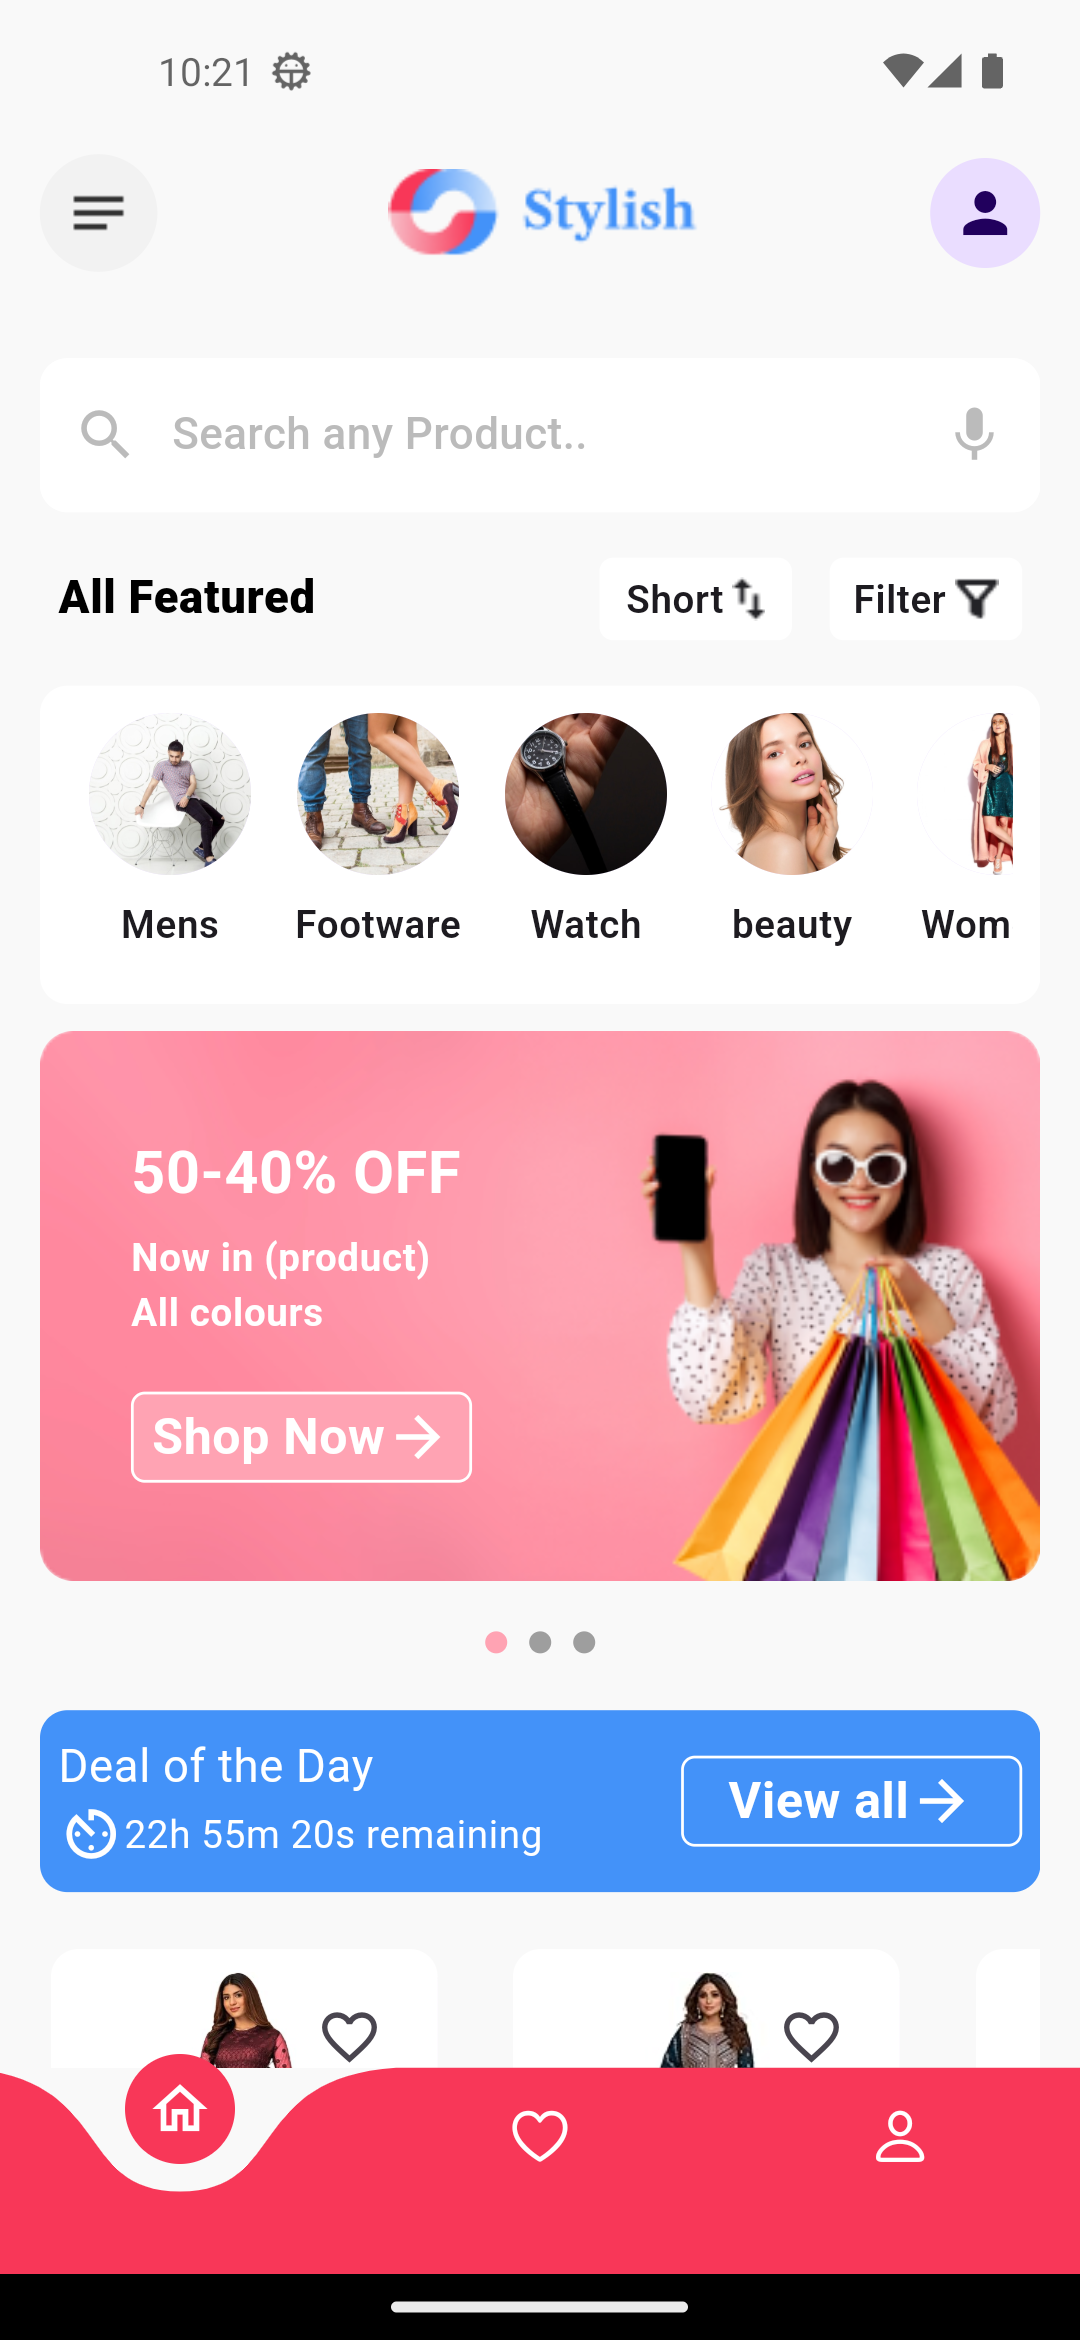 10:21
Stylish
Search any Product..
All Featured
Short
Filter
Mens
Footware
Watch
beauty
Wom
50-40% OFF
Now in (product)
All colours
Shop Now
Deal of the Day
22h 55m 20s remaining
View all